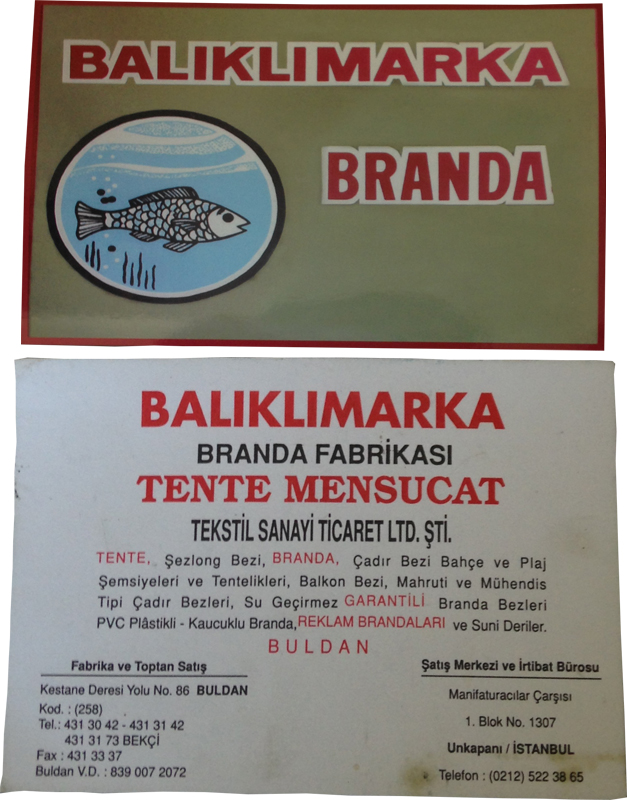 BALIKLIMARKA
BRANDA
BALIKLIMARKA
BRANDA FABRİKASI
TENTE MENSUCAT
TEKSTİL SANAYİ TİCARET LTD. ŞTİ.
TENTE, Şezlong Bezi, BRANDA, Çadır Bezi Bahçe ve Plaj
Şemsiyeleri ve Tentelikleri, Balkon Bezi, Mahruti ve Mühendis
Tipi Çadır Bezleri, Su Geçirmez GARANTİLİ Branda Bezleri
PVC Plâstikli - Kaucuklu Branda, REKLAM BRANDALARI ve Suni Deriler.
BULDAN
Fabrika ve Toptan Satış
Kestane Deresi Yolu No. 86 BULDAN
Kod. : (258)
Tel.: 431 30 42 - 431 31 42
431 31 73 BEKÇİ
Fax : 431 33 37
Buldan V.D. : 839 007 2072
Şatış Merkezi ve İrtibat Bürosu
Manifaturacılar Çarşısı
1. Blok No. 1307
Unkapanı / İSTANBUL
Telefon : (0212) 522 38 65